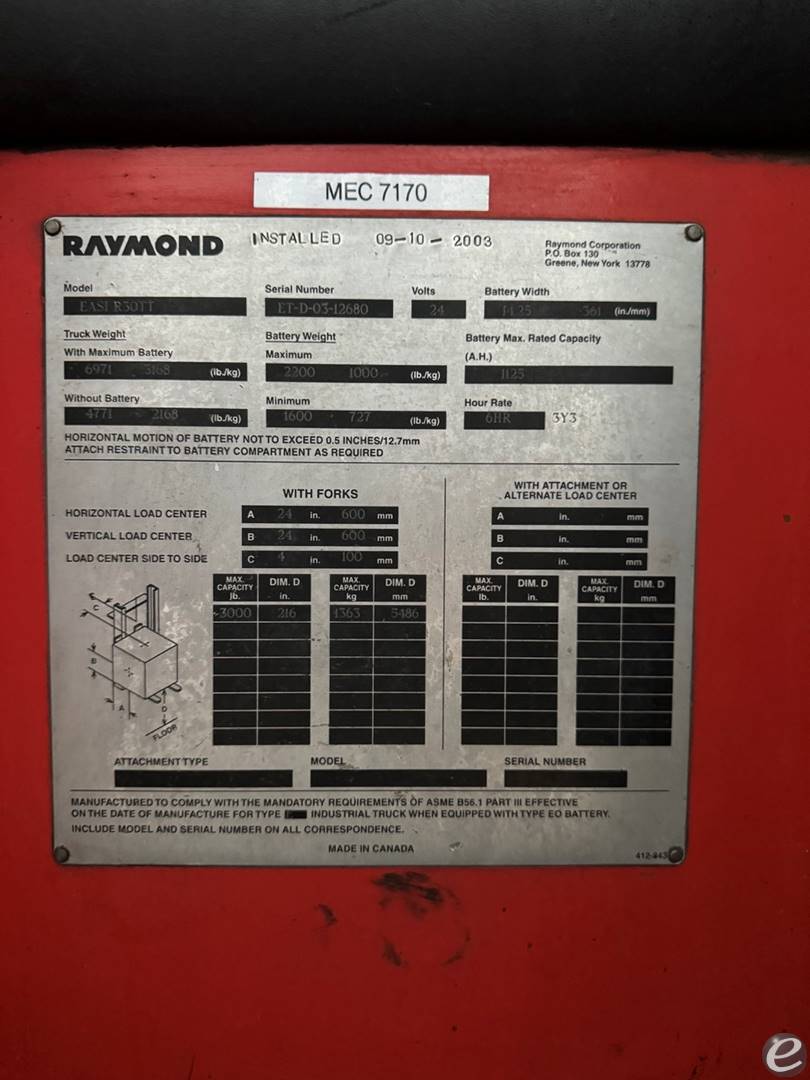 MEC 7170
RAYMOND INSTALLED 09-10-2003
Raymond Corporation
P.O. Box 130
Greene, New York 13778
Model Serial Number Volts Battery Width
EASI R30TT ET-D-03-12680 24 14.25 361 (in./mm)
Truck Weight Battery Weight Battery Max. Rated Capacity
With Maximum Battery Maximum (A.H.)
6971 3168 (lb./kg) 2200 1000 (lb./kg) 1125
Without Battery Minimum Hour Rate
4771 2168 (lb./kg) 1600 727 (lb./kg) 6HR 3Y3
HORIZONTAL MOTION OF BATTERY NOT TO EXCEED 0.5 INCHES/12.7mm
ATTACH RESTRAINT TO BATTERY COMPARTMENT AS REQUIRED
WITH FORKS
WITH ATTACHMENT OR
ALTERNATE LOAD CENTER
HORIZONTAL LOAD CENTER A 24 in. 600 mm A in. mm
VERTICAL LOAD CENTER B 24 in. 600 mm B in. mm
LOAD CENTER SIDE TO SIDE C 4 in. 100 mm C in. mm
MAX. CAPACITY lb. DIM. D in. MAX. CAPACITY kg DIM. D mm MAX. CAPACITY lb. DIM. D in. MAX. CAPACITY kg DIM. D mm
3000 216 1363 5486
C
B
A
D
FLOOR
ATTACHMENT TYPE MODEL SERIAL NUMBER
MANUFACTURED TO COMPLY WITH THE MANDATORY REQUIREMENTS OF ASME B56.1 PART III EFFECTIVE
ON THE DATE OF MANUFACTURE FOR TYPE INDUSTRIAL TRUCK WHEN EQUIPPED WITH TYPE EO BATTERY.
INCLUDE MODEL AND SERIAL NUMBER ON ALL CORRESPONDENCE.
MADE IN CANADA
e